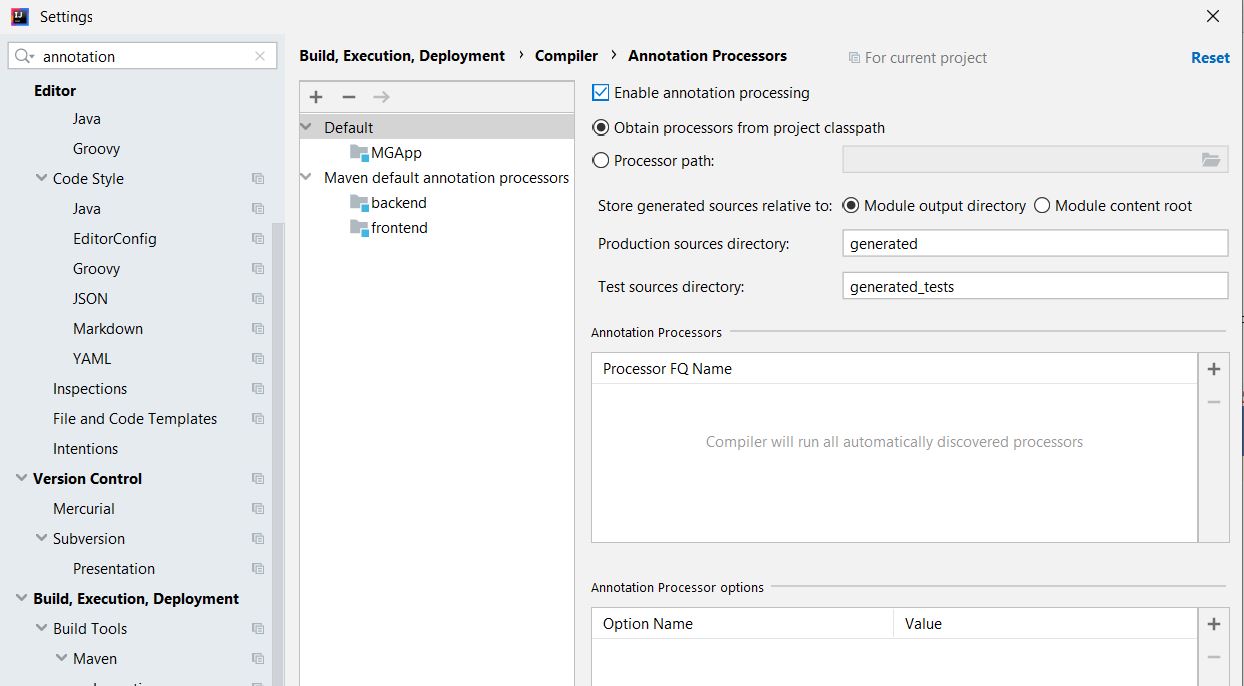 Settings
annotation
Editor
Java
Groovy
Code Style
Java
EditorConfig
Groovy
JSON
Markdown
YAML
Inspections
File and Code Templates
Intentions
Version Control
Mercurial
Subversion
Presentation
Build, Execution, Deployment
Build Tools
Maven
Build, Execution, Deployment › Compiler › Annotation Processors
For current project
Reset
Default
MGApp
Maven default annotation processors
backend
frontend
Enable annotation processing
Obtain processors from project classpath
Processor path:
Store generated sources relative to: Module output directory Module content root
Production sources directory: generated
Test sources directory: generated_tests
Annotation Processors
Processor FQ Name
Compiler will run all automatically discovered processors
Annotation Processor options
Option Name Value